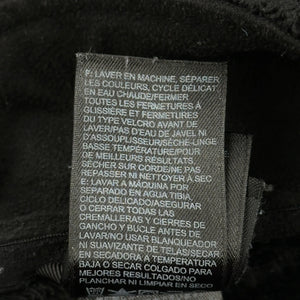 F: LAVER EN MACHINE, SÉPARER
LES COULEURS, CYCLE DÉLICAT
EN EAU CHAUDE/FERMER
TOUTES LES FERMETURES À
GLISSIÈRE ET FERMETURES
DU TYPE VELCRO AVANT DE
LAVER/PAS D'EAU DE JAVEL NI
D'ASSOUPLISSEUR/SÈCHE-LINGE
BASSE TEMPÉRATURE/POUR
DE MEILLEURS RÉSULTATS,
SÉCHER SUR CORDE/NE PAS
REPASSER NI NETTOYER À SEC
E: LAVAR A MÁQUINA POR
SEPARADO EN AGUA TIBIA,
CICLO DELICADO/ASEGURAR
O CERRAR TODAS LAS
CREMALLERAS Y CIERRES DE
GANCHO Y BUCLE ANTES DE
LAVAR/NO USAR BLANQUEADOR
NI SUAVIZANTE DE TELAS/SECAR
EN SECADORA A TEMPERATURA
BAJA O SECAR COLGADO PARA
MEJORES RESULTADOS/NO
PLANCHAR NI LIMPIAR EN SECO